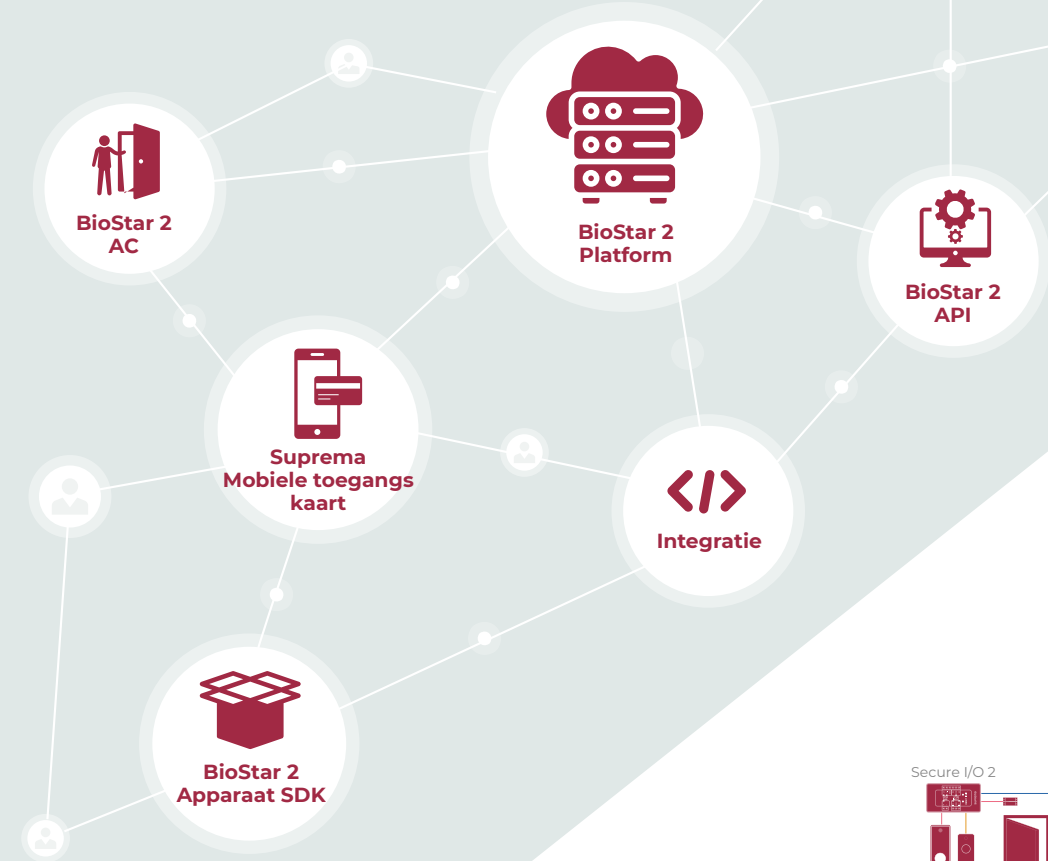 BioStar 2
AC
BioStar 2
Platform
BioStar 2
API
Suprema
Mobiele toegangs
kaart
Integratie
BioStar 2
Apparaat SDK
Secure I/O 2